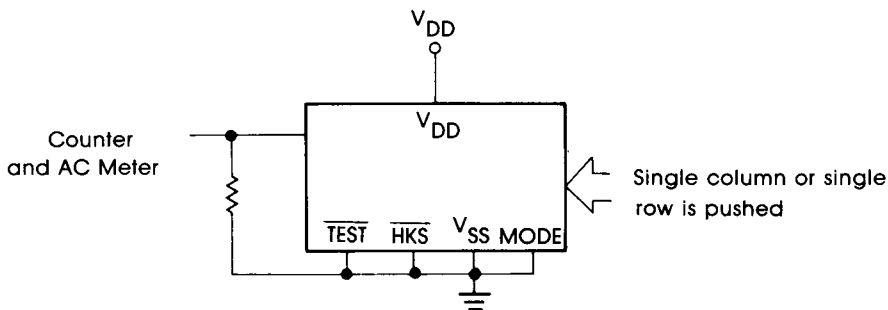 VDD
VDD
Counter
and AC Meter
Single column or single
row is pushed
TEST HKS VSS MODE